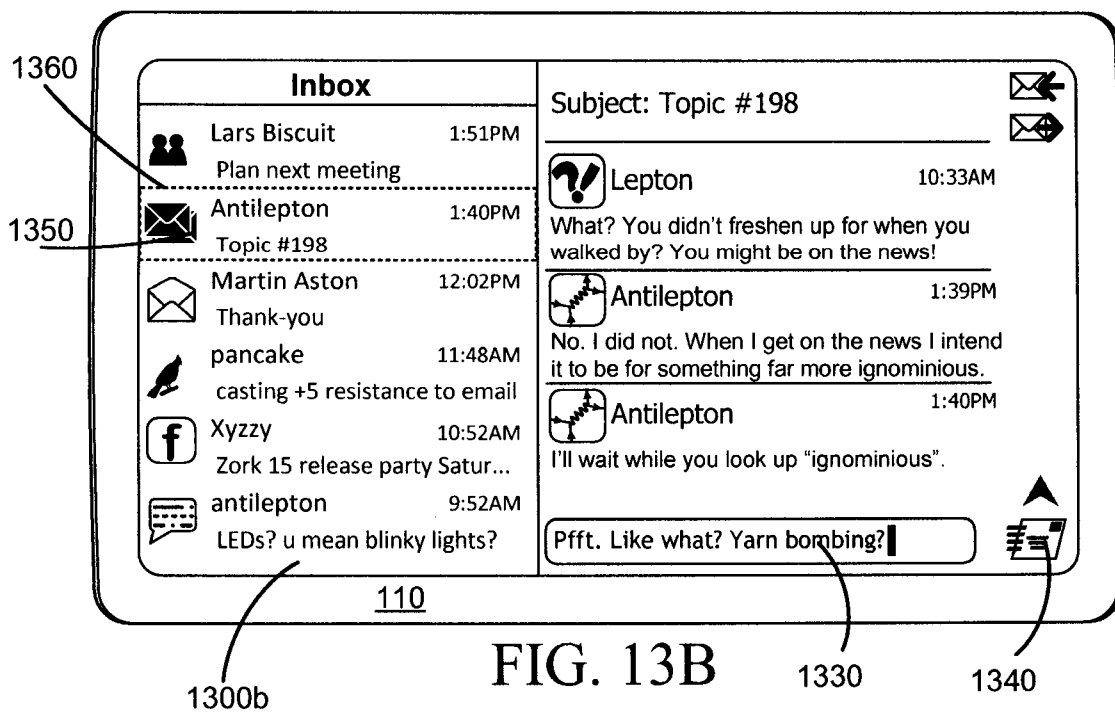 1360
1350
Inbox
Lars Biscuit 1:51PM
Plan next meeting
Antilepton 1:40PM
Topic #198
Martin Aston 12:02PM
Thank-you
pancake 11:48AM
casting +5 resistance to email
f Xyzzy 10:52AM
Zork 15 release party Satur...
antilepton 9:52AM
LEDs? u mean blinky lights?
Subject: Topic #198
?! Lepton 10:33AM
What? You didn't freshen up for when you
walked by? You might be on the news!
Antilepton 1:39PM
No. I did not. When I get on the news I intend
it to be for something far more ignominious.
Antilepton 1:40PM
I'll wait while you look up “ignominious”.
Pfft. Like what? Yarn bombing?
110
FIG. 13B
1300b
1330
1340